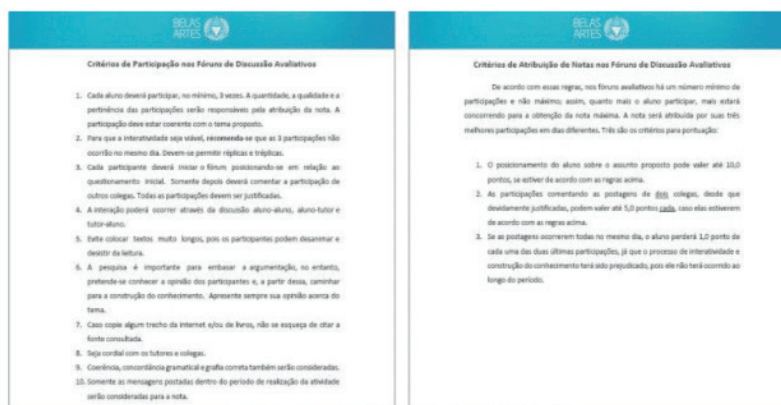 BELAS
ARTES
Critérios de Participação nos Fóruns de Discussão Avaliativos
1. Cada aluno deverá participar, no mínimo, 3 vezes. A quantidade, a qualidade e a
pertinência das participações serão responsáveis pela atribuição da nota. A
participação deve estar coerente com o tema proposto.
2. Para que a interatividade seja viável, recomenda-se que as 3 participações não
ocorrão no mesmo dia. Devem-se permitir réplicas e tréplicas.
3. Cada participante deverá iniciar o fórum posicionando-se em relação ao
questionamento inicial. Somente depois deverá comentar a participação de
outros colegas. Todas as participações devem ser justificadas.
4. A interação poderá ocorrer através da discussão aluno-aluno, aluno-tutor e
tutor-aluno.
5. Evite colocar textos muito longos, pois os participantes podem desanimar e
desistir da leitura.
6. A pesquisa é importante para embasar a argumentação, no entanto,
pretende-se conhecer a opinião dos participantes e, a partir dessa, caminhar
para a construção do conhecimento. Apresente sempre sua opinião acerca do
tema.
7. Caso copie algum trecho da internet e/ou de livros, não se esqueça de citar a
fonte consultada.
8. Seja cordial com os tutores e colegas.
9. Coerência, concordância gramatical e grafia correta também serão consideradas.
10. Somente as mensagens postadas dentro do período de realização da atividade
serão consideradas para a nota.
BELAS
ARTES
Critérios de Atribuição de Notas nos Fóruns de Discussão Avaliativos
De acordo com essas regras, nos fóruns avaliativos há um número mínimo de
participações e não máximo; assim, quanto mais o aluno participar, mais estará
concorrendo para a obtenção da nota máxima. A nota será atribuída por suas três
melhores participações em dias diferentes. Três são os critérios para pontuação:
1. O posicionamento do aluno sobre o assunto proposto pode valer até 10,0
pontos, se estiver de acordo com as regras acima.
2. As participações comentando as postagens de dois colegas, desde que
devidamente justificadas, podem valer até 5,0 pontos cada, caso elas estiverem
de acordo com as regras acima.
3. Se as postagens ocorrerem todas no mesmo dia, o aluno perderá 1,0 ponto de
cada uma das duas últimas participações, já que o processo de interatividade e
construção do conhecimento terá sido prejudicado, pois ele não terá ocorrido ao
longo do período.